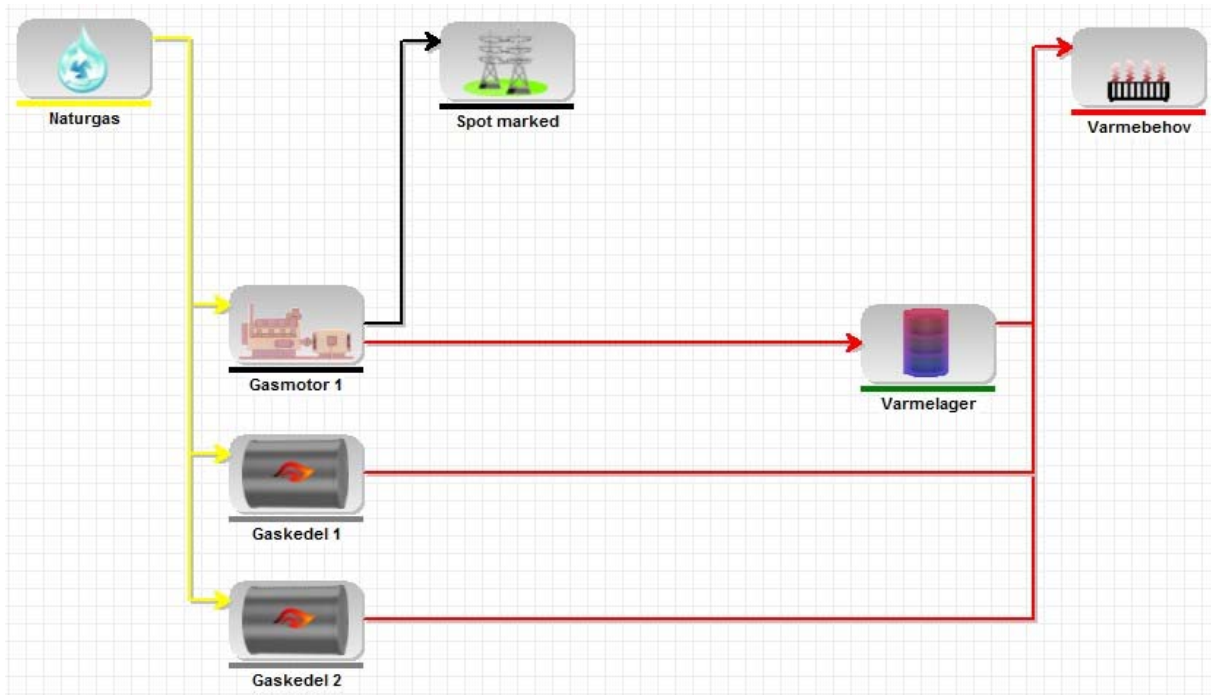 Naturgas
Spot marked
Varmebehov
Gasmotor 1
Varmelager
Gaskedel 1
Gaskedel 2